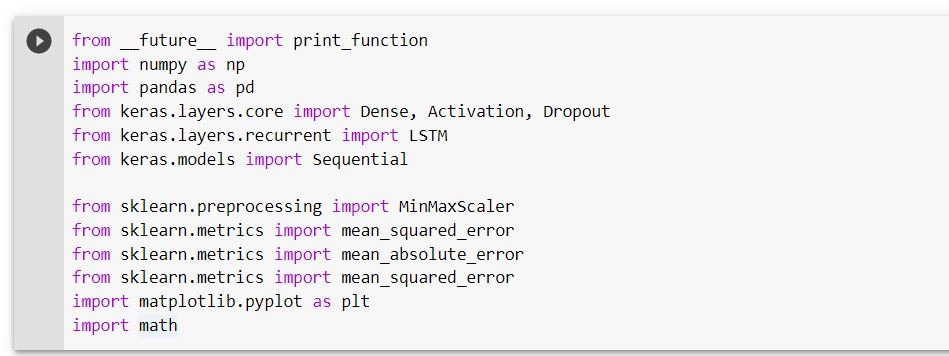 from __future__ import print_function
import numpy as np
import pandas as pd
from keras.layers.core import Dense, Activation, Dropout
from keras.layers.recurrent import LSTM
from keras.models import Sequential
from sklearn.preprocessing import MinMaxScaler
from sklearn.metrics import mean_squared_error
from sklearn.metrics import mean_absolute_error
from sklearn.metrics import mean_squared_error
import matplotlib.pyplot as plt
import math